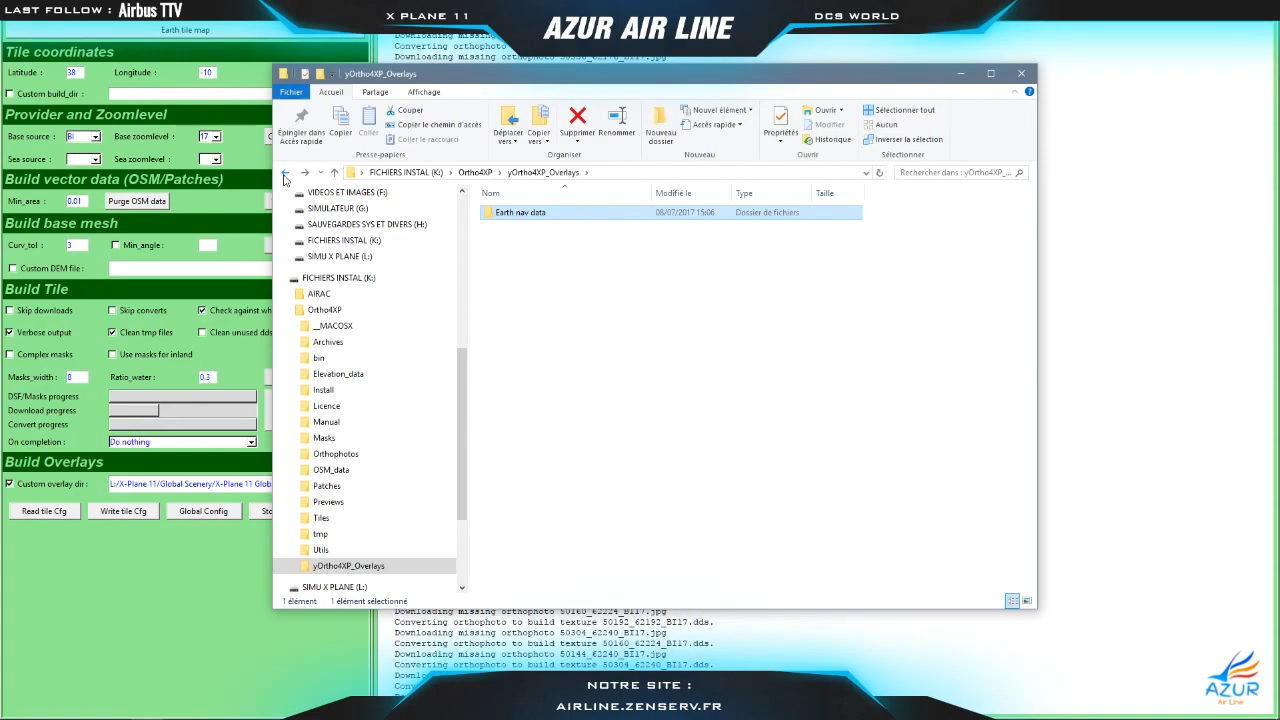 LAST FOLLOW : Airbus TTV
X PLANE 11
AZUR AIR LINE
DCS WORLD
Earth tile map
Tile coordinates
Latitude : 38 Longitude : -10
Custom build_dir :
Provider and Zoomlevel
Base source : BI Base zoomlevel : 17
Sea source : Sea zoomlevel :
Build vector data (OSM/Patches)
Min_area : 0.01 Purge OSM data
Build base mesh
Curv_tol : 3 Min_angle :
Custom DEM file :
Build Tile
Skip downloads Skip converts Check against wh
Verbose output Clean tmp files Clean unused dds
Complex masks Use masks for inland
Masks_width : 8 Ratio_water : 0.3
DSF/Masks progress
Download progress
Convert progress
On completion : Do nothing
Build Overlays
Custom overlay dir : L:/X-Plane 11/Global Scenery/X-Plane 11 Glob
Read tile Cfg Write tile Cfg Global Config Sto
Converting orthophoto
Downloading missing o
yOrtho4XP_Overlays
Fichier Accueil Partage Affichage
Épingler dans
Accès rapide
Copier
Coller
Couper
Copier le chemin d'accès
Coller le raccourci
Presse-papiers
Déplacer
vers
Copier
vers
Supprimer
Renommer
Organiser
Nouveau
dossier
Nouvel élément
Accès rapide
Nouveau
Propriétés
Ouvrir
Modifier
Historique
Ouvrir
Sélectionner tout
Aucun
Inverser la sélection
Sélectionner
FICHIERS INSTAL (K:) Ortho4XP yOrtho4XP_Overlays
Rechercher dans : yOrtho4XP_...
VIDEOS ET IMAGES (F:)
SIMULATEUR (G:)
SAUVEGARDES SYS ET DIVERS (H:)
FICHIERS INSTAL (K:)
SIMU X PLANE (L:)
FICHIERS INSTAL (K:)
AIRAC
Ortho4XP
__MACOSX
Archives
bin
Elevation_data
Install
Licence
Manual
Masks
Orthophotos
OSM_data
Patches
Previews
Tiles
tmp
Utils
yOrtho4XP_Overlays
SIMU X PLANE (L:)
Nom Modifié le Type Taille
Earth nav data 08/07/2017 15:06 Dossier de fichiers
1 élément 1 élément sélectionné
Downloading missing orthophoto 50160_62224_BI17.jpg
Converting orthophoto to build texture 50192_62192_BI17.dds.
Downloading missing orthophoto 50304_62240_BI17.jpg
Converting orthophoto to build texture 50160_62224_BI17.dds.
Downloading missing orthophoto 50144_62240_BI17.jpg
Converting orthophoto to build texture 50304_62240_BI17.dds.
NOTRE SITE :
AIRLINE.ZENSERV.FR
AZUR
Air Line